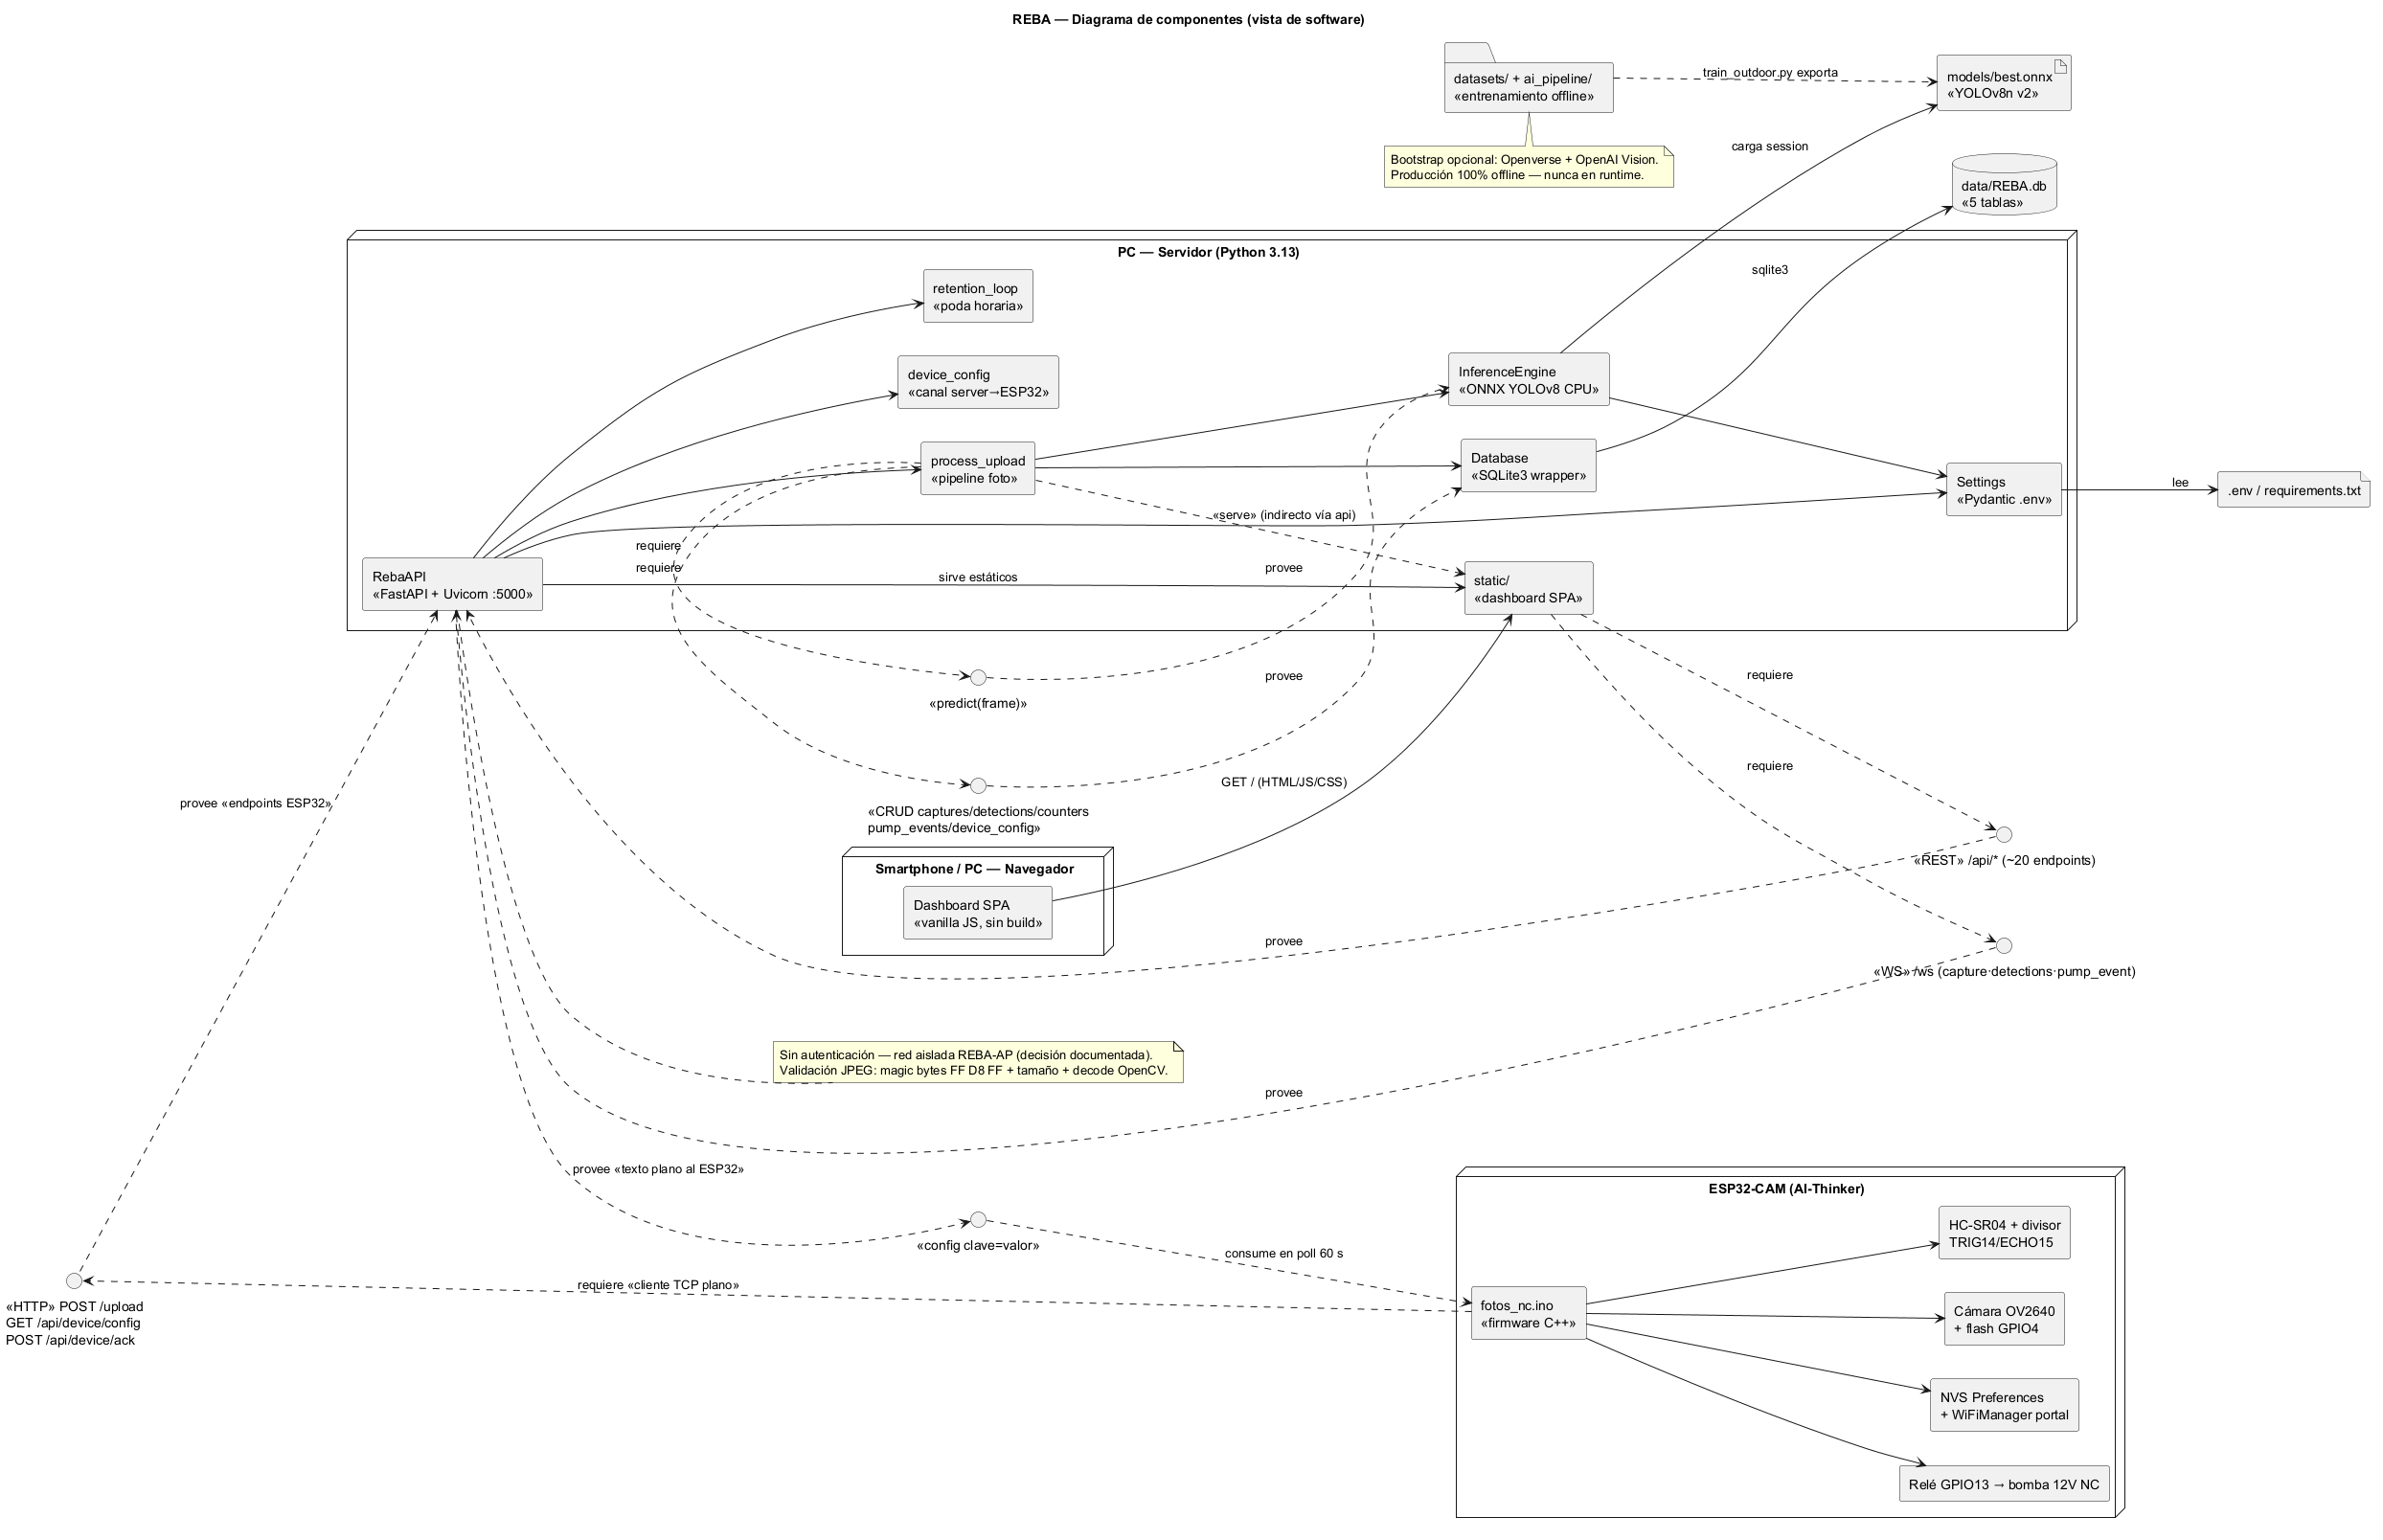 REBA — Diagrama de componentes (vista de software)
datasets/ + ai_pipeline/
«entrenamiento offline»
train_outdoor.py exporta
models/best.onnx
«YOLOv8n v2»
Bootstrap opcional: Openverse + OpenAI Vision.
Producción 100% offline — nunca en runtime.
carga session
data/REBA.db
«5 tablas»
sqlite3
PC — Servidor (Python 3.13)
retention_loop
«poda horaria»
device_config
«canal server→ESP32»
process_upload
«pipeline foto»
InferenceEngine
«ONNX YOLOv8 CPU»
Database
«SQLite3 wrapper»
Settings
«Pydantic .env»
lee
.env / requirements.txt
«serve» (indirecto vía api)
requiere
requiere
provee
RebaAPI
«FastAPI + Uvicorn :5000»
sirve estáticos
static/
«dashboard SPA»
«predict(frame)»
provee
requiere
requiere
GET / (HTML/JS/CSS)
provee «endpoints ESP32»
«CRUD captures/detections/counters
pump_events/device_config»
Smartphone / PC — Navegador
Dashboard SPA
«vanilla JS, sin build»
«REST» /api/* (~20 endpoints)
provee
«WS» /ws (capture·detections·pump_event)
Sin autenticación — red aislada REBA-AP (decisión documentada).
Validación JPEG: magic bytes FF D8 FF + tamaño + decode OpenCV.
provee
provee «texto plano al ESP32»
«config clave=valor»
consume en poll 60 s
requiere «cliente TCP plano»
«HTTP» POST /upload
GET /api/device/config
POST /api/device/ack
ESP32-CAM (AI-Thinker)
fotos_nc.ino
«firmware C++»
HC-SR04 + divisor
TRIG14/ECHO15
Cámara OV2640
+ flash GPIO4
NVS Preferences
+ WiFiManager portal
Relé GPIO13 → bomba 12V NC